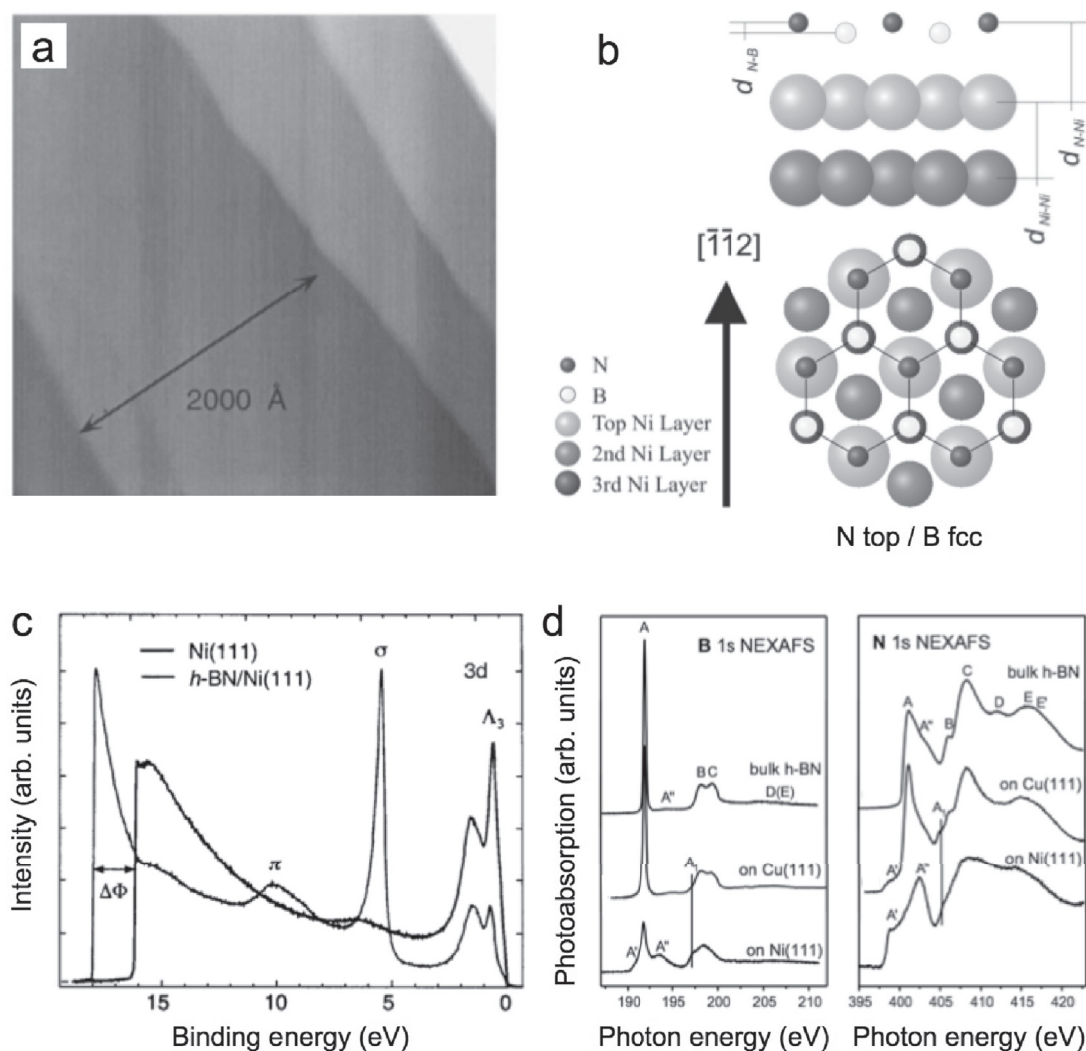 a
2000 Å
b
d N-B
d N-Ni
d Ni-Ni
[1̄1̄2]
N
B
Top Ni Layer
2nd Ni Layer
3rd Ni Layer
N top / B fcc
c
Ni(111)
h-BN/Ni(111)
σ
3d
Λ3
π
ΔΦ
Intensity (arb. units)
15
10
5
0
Binding energy (eV)
d
A
B 1s NEXAFS
bulk h-BN
A"
B C
D(E)
A1
on Cu(111)
A' A"
on Ni(111)
Photoabsorption (arb. units)
190 195 200 205 210
Photon energy (eV)
N 1s NEXAFS
bulk h-BN
A
A"
B
C
D
E
E'
on Cu(111)
A1
A'
A"
on Ni(111)
A'
395 400 405 410 415 420
Photon energy (eV)